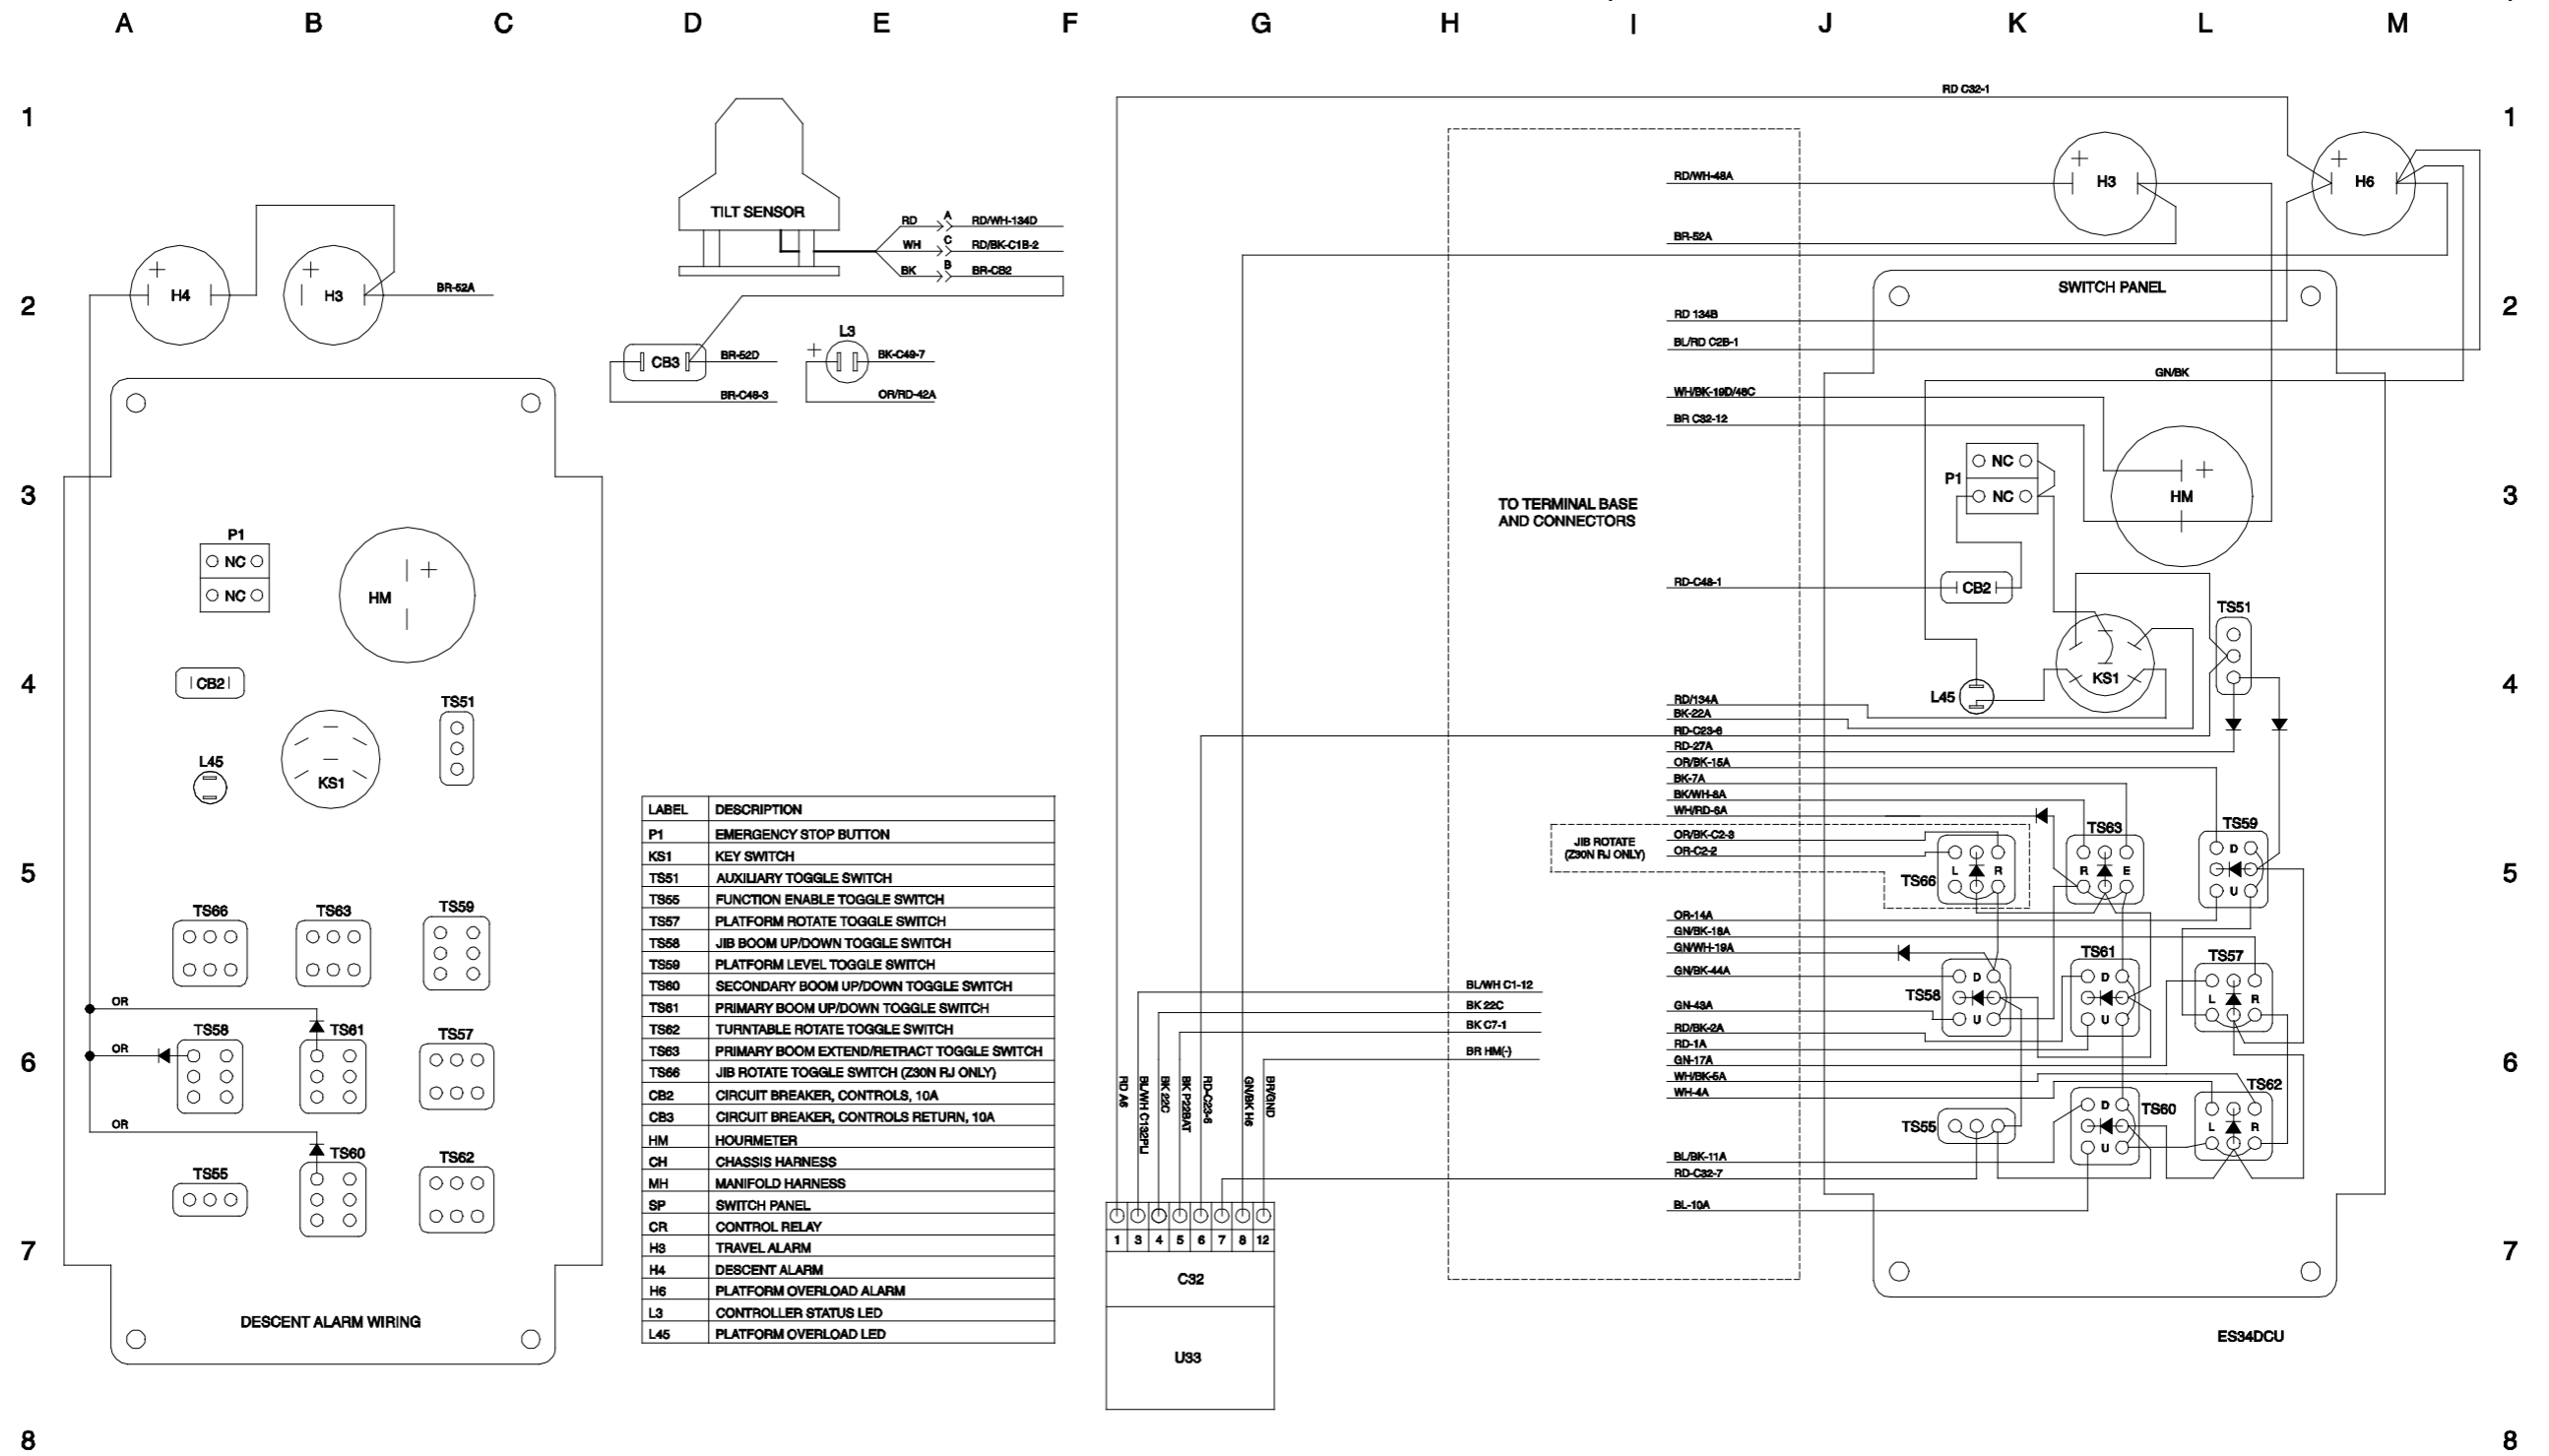 A B C D E F G H I J K L M
1 1
2 2
3 3
4 4
5 5
6 6
7 7
8 8
H4
H3
BR-52A
TILT SENSOR
RD A RD/WH-134D
WH C RD/BK-C1B-2
BK B BR-CB2
CB3
BR-52D
BR-C48-3
L3
BK-C49-7
OR/RD-42A
P1
NC
NC
HM
CB2
TS51
L45
KS1
TS66
TS63
TS59
OR
TS58
TS61
TS57
OR
OR
TS60
TS55
TS62
DESCENT ALARM WIRING
LABEL DESCRIPTION
P1 EMERGENCY STOP BUTTON
KS1 KEY SWITCH
TS51 AUXILIARY TOGGLE SWITCH
TS55 FUNCTION ENABLE TOGGLE SWITCH
TS57 PLATFORM ROTATE TOGGLE SWITCH
TS58 JIB BOOM UP/DOWN TOGGLE SWITCH
TS59 PLATFORM LEVEL TOGGLE SWITCH
TS60 SECONDARY BOOM UP/DOWN TOGGLE SWITCH
TS61 PRIMARY BOOM UP/DOWN TOGGLE SWITCH
TS62 TURNTABLE ROTATE TOGGLE SWITCH
TS63 PRIMARY BOOM EXTEND/RETRACT TOGGLE SWITCH
TS66 JIB ROTATE TOGGLE SWITCH (Z30N RJ ONLY)
CB2 CIRCUIT BREAKER, CONTROLS, 10A
CB3 CIRCUIT BREAKER, CONTROLS RETURN, 10A
HM HOURMETER
CH CHASSIS HARNESS
MH MANIFOLD HARNESS
SP SWITCH PANEL
CR CONTROL RELAY
H3 TRAVEL ALARM
H4 DESCENT ALARM
H6 PLATFORM OVERLOAD ALARM
L3 CONTROLLER STATUS LED
L45 PLATFORM OVERLOAD LED
RD C32-1
RD/WH-48A
H3
H6
BR-52A
SWITCH PANEL
RD 134B
BL/RD C2B-1
GN/BK
WH/BK-19D/48C
BR C32-12
P1
NC
NC
HM
TO TERMINAL BASE
AND CONNECTORS
RD-C48-1
CB2
TS51
L45
KS1
RD/134A
BK-22A
RD-C23-6
RD-27A
OR/BK-15A
BK-7A
BK/WH-8A
WH/RD-6A
JIB ROTATE
(Z30N RJ ONLY)
OR/BK-C2-3
OR-C2-2
TS66
L R
TS63
R E
TS59
D
U
OR-14A
GN/BK-18A
GN/WH-19A
GN/BK-44A
GN-43A
RD/BK-2A
RD-1A
GN-17A
WH/BK-5A
WH-4A
BL/BK-11A
RD-C32-7
BL-10A
TS58
D
U
TS61
D
U
TS57
L R
TS55
TS60
D
U
TS62
L R
BL/WH C1-12
BK 22C
BK C7-1
BR HM(-)
RD A6
BL/WH C132PLI
BK 22C
BK P22B/AT
RD-C23-6
GN/BK H6
BR/GND
1 3 4 5 6 7 8 12
C32
U33
ES34DCU